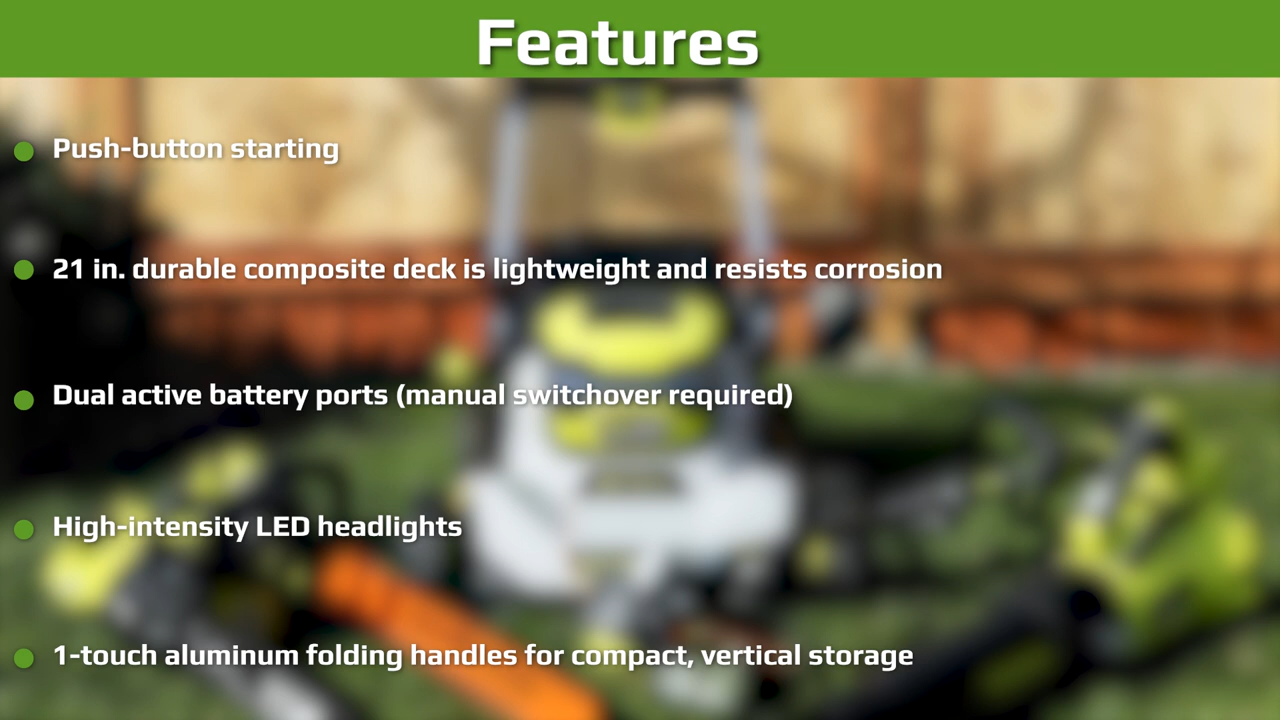 Features
Push-button starting
21 in. durable composite deck is lightweight and resists corrosion
Dual active battery ports (manual switchover required)
High-intensity LED headlights
1-touch aluminum folding handles for compact, vertical storage